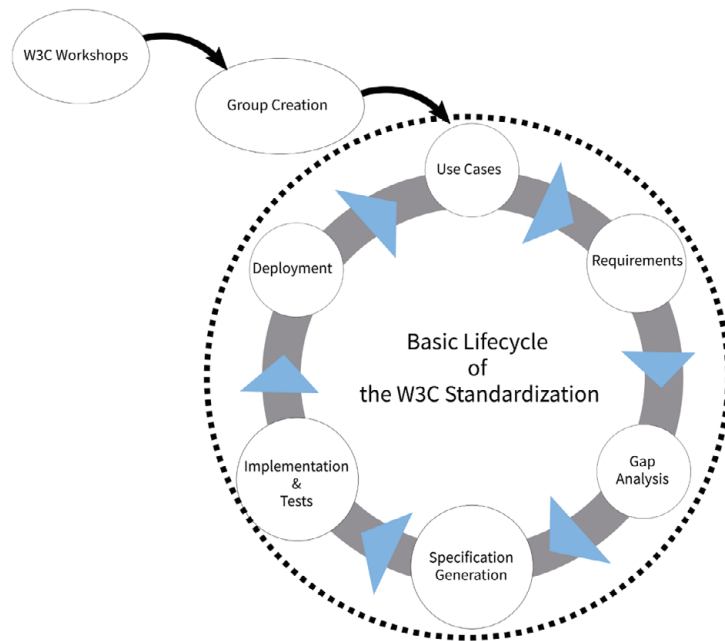 W3C Workshops
Group Creation
Use Cases
Requirements
Gap
Analysis
Specification
Generation
Implementation
&
Tests
Deployment
Basic Lifecycle
of
the W3C Standardization